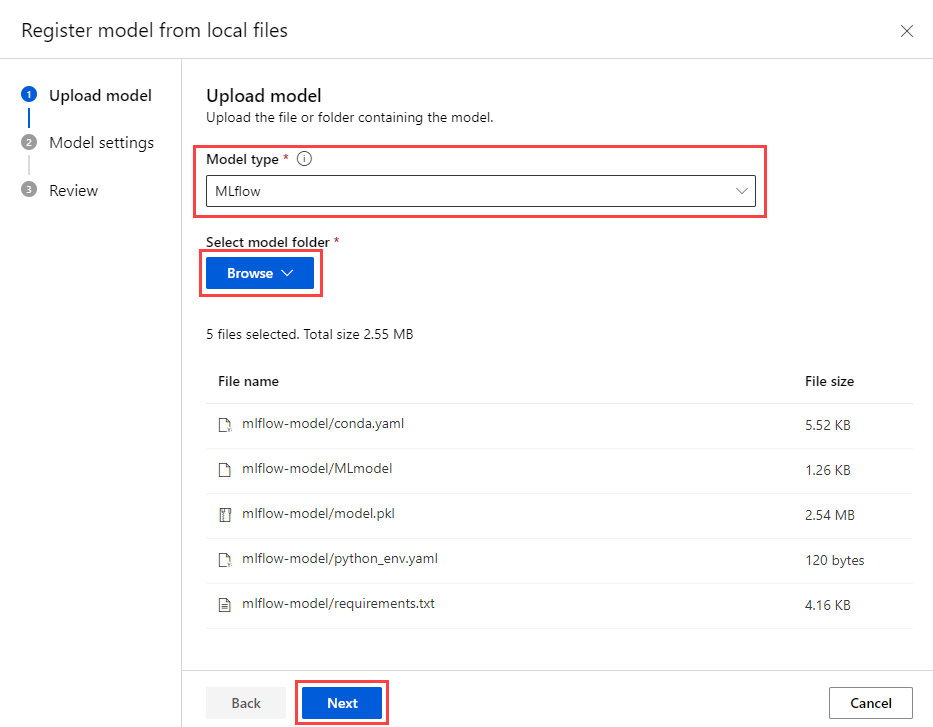 Register model from local files
1 Upload model
2 Model settings
3 Review
Upload model
Upload the file or folder containing the model.
Model type *
MLflow
Select model folder *
Browse
5 files selected. Total size 2.55 MB
File name File size
mlflow-model/conda.yaml 5.52 KB
mlflow-model/MLmodel 1.26 KB
mlflow-model/model.pkl 2.54 MB
mlflow-model/python_env.yaml 120 bytes
mlflow-model/requirements.txt 4.16 KB
Back Next Cancel